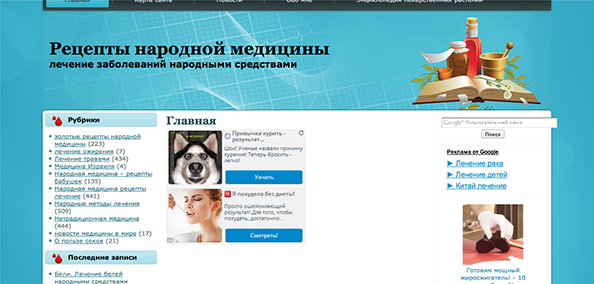 Главная Карта сайта Новости Обо мне Энциклопедия лекарственных растений
Рецепты народной медицины
лечение заболеваний народными средствами
Рубрики
золотые рецепты народной
медицины (223)
лечение ожирения (7)
Лечение травами (434)
Медицина Израиля (4)
Народная медицина – рецепты
бабушек (135)
Народная медицина рецепты
лечение (441)
Народные методы лечения
(509)
Нетрадиционная медицина
(444)
новости медицины в мире (17)
О пользе соков (21)
Последние записи
Бели. Лечение белей
народными средствами
Главная
Привычка курить -
результат...
Шок! Ученые назвали причину
курения! Теперь бросить -
легко!
Узнать
Я похудела без диеты!
Просто ошеломляющий
результат! Для того, чтобы
похудеть, достаточно...
Смотреть!
Google™ Пользовательский поиск
Поиск
Реклама от Google
► Лечение рака
► Лечение детей
► Китай лечение
Готовим мощный
жиросжигатель! - 10